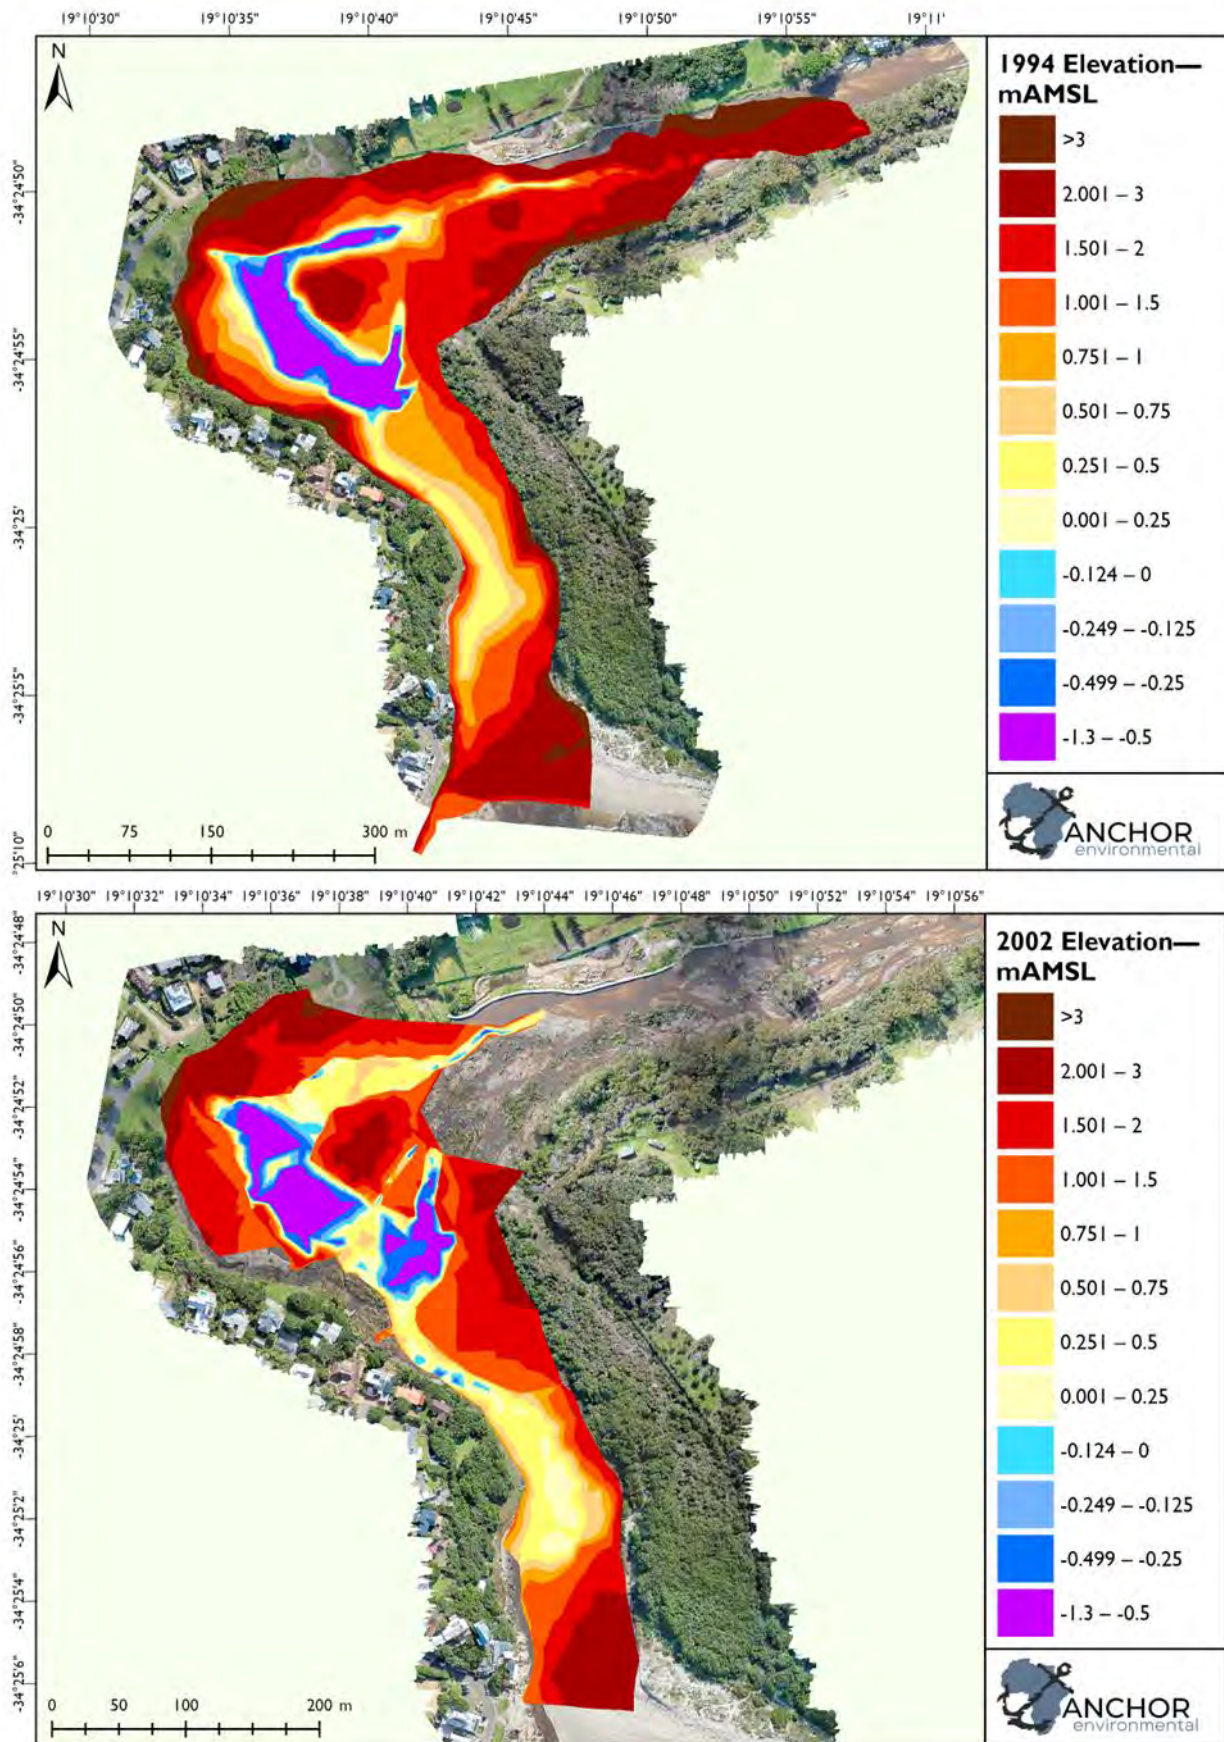 19°10'30" 19°10'35" 19°10'40" 19°10'45" 19°10'50" 19°10'55" 19°11'
N
-34°24'50"
-34°24'55"
-34°25'
-34°25'5"
°25'10"
0 75 150 300 m
1994 Elevation—
mAMSL
>3
2.001 – 3
1.501 – 2
1.001 – 1.5
0.751 – 1
0.501 – 0.75
0.251 – 0.5
0.001 – 0.25
-0.124 – 0
-0.249 – -0.125
-0.499 – -0.25
-1.3 – -0.5
ANCHOR
environmental
19°10'30" 19°10'32" 19°10'34" 19°10'36" 19°10'38" 19°10'40" 19°10'42" 19°10'44" 19°10'46" 19°10'48" 19°10'50" 19°10'52" 19°10'54" 19°10'56"
N
-34°24'48"
-34°24'50"
-34°24'52"
-34°24'54"
-34°24'56"
-34°24'58"
-34°25'
-34°25'2"
-34°25'4"
-34°25'6"
0 50 100 200 m
2002 Elevation—
mAMSL
>3
2.001 – 3
1.501 – 2
1.001 – 1.5
0.751 – 1
0.501 – 0.75
0.251 – 0.5
0.001 – 0.25
-0.124 – 0
-0.249 – -0.125
-0.499 – -0.25
-1.3 – -0.5
ANCHOR
environmental